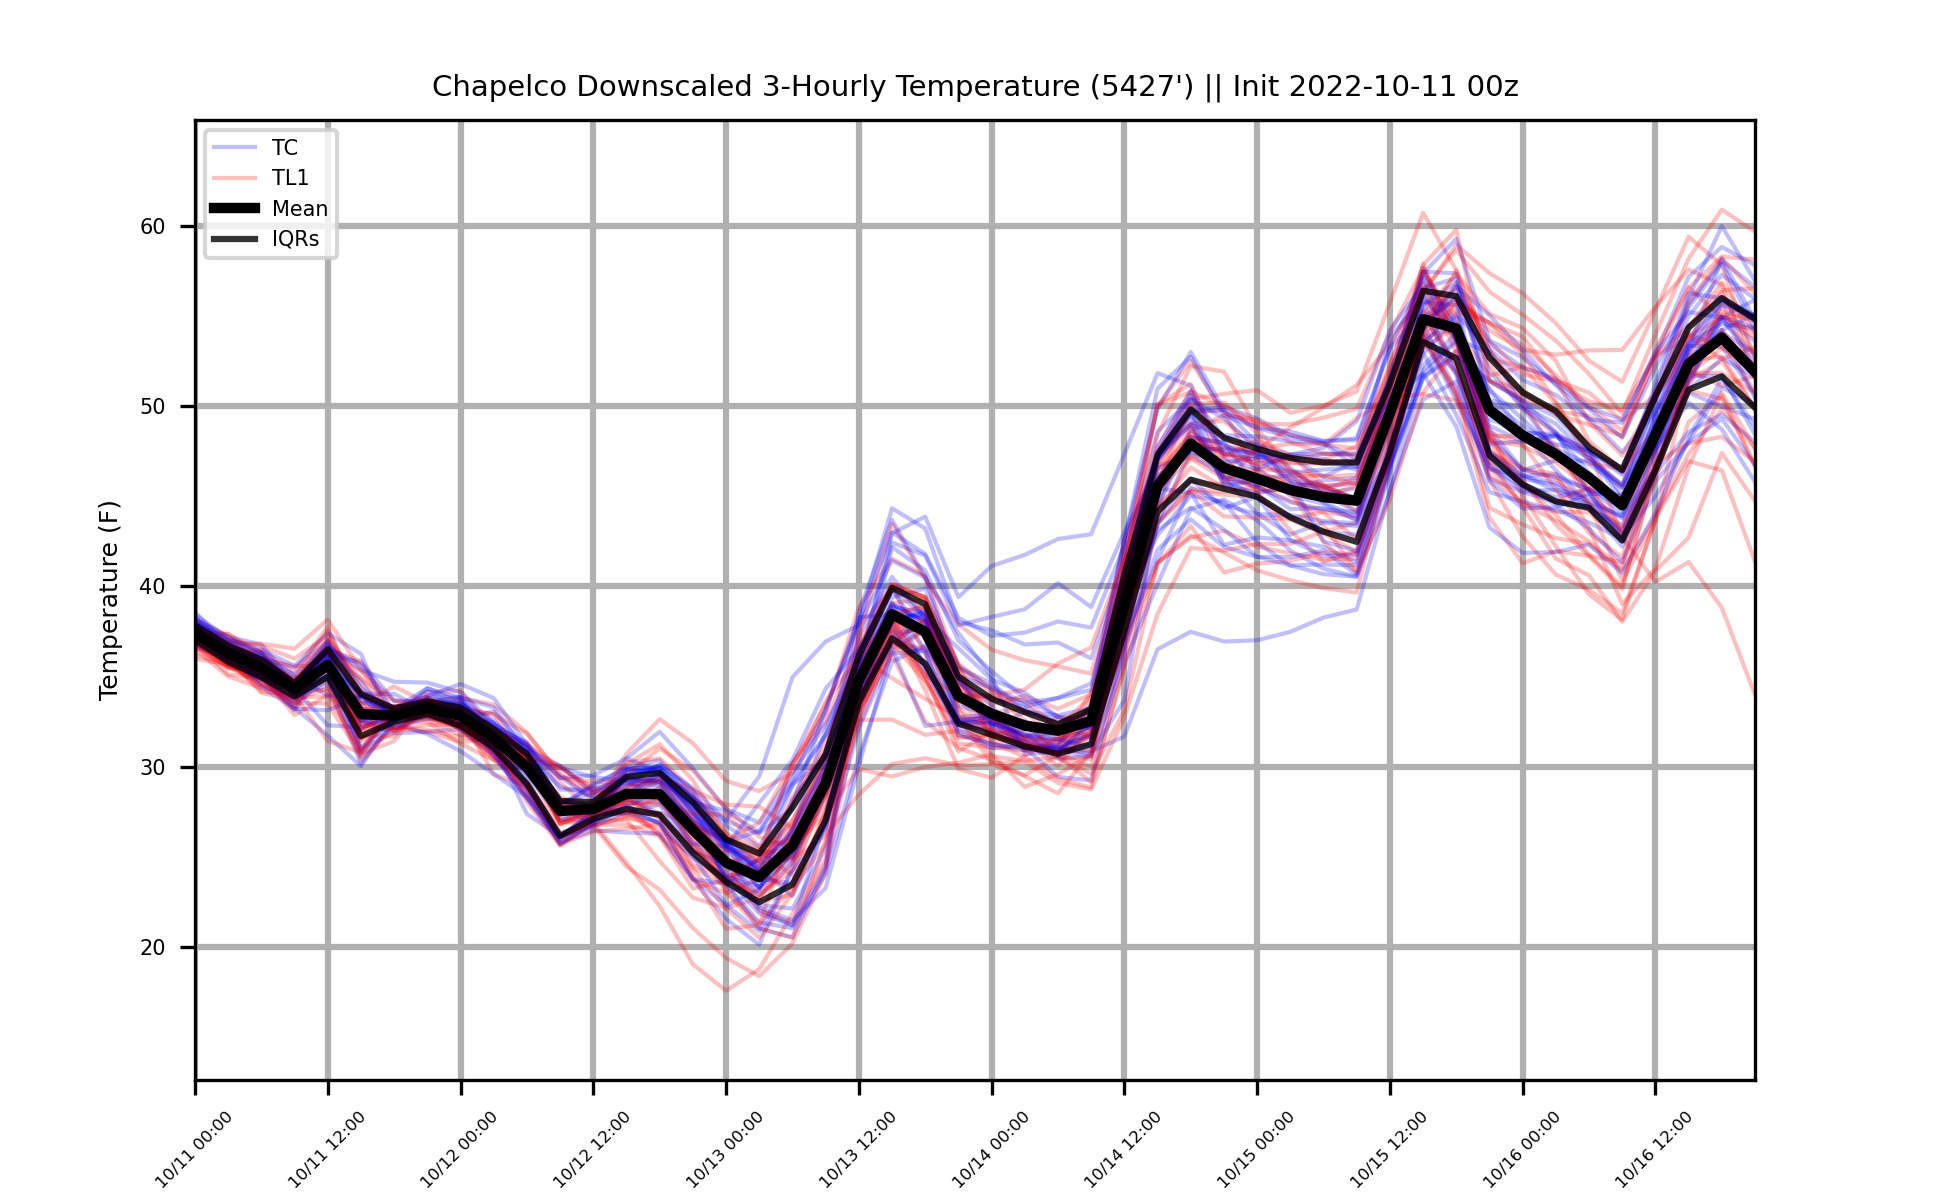 Chapelco Downscaled 3-Hourly Temperature (5427') || Init 2022-10-11 00z
TC
TL1
Mean
IQRs
Temperature (F)
60
50
40
30
20
10/11 00:00
10/11 12:00
10/12 00:00
10/12 12:00
10/13 00:00
10/13 12:00
10/14 00:00
10/14 12:00
10/15 00:00
10/15 12:00
10/16 00:00
10/16 12:00